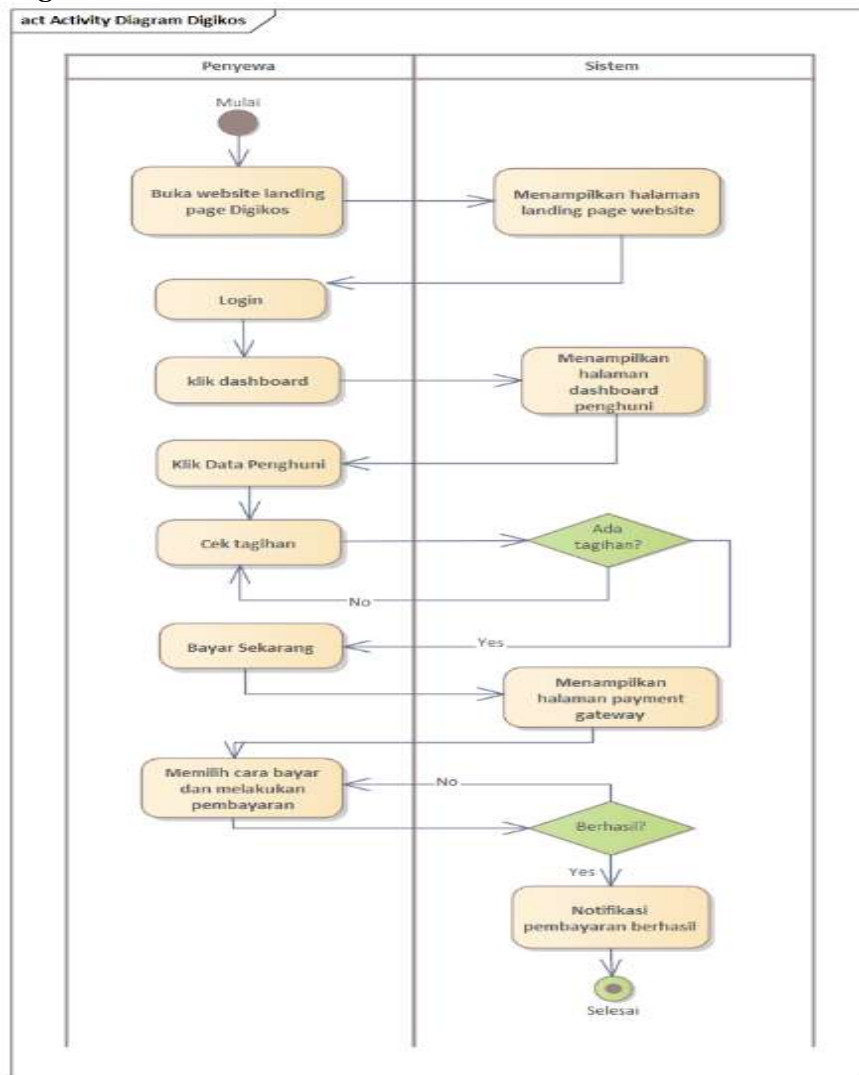 act Activity Diagram Digikos
Penyewa
Sistem
Mulai
Buka website landing
page Digikos
Menampilkan halaman
landing page website
Login
klik dashboard
Menampilkan
halaman
dashboard
penghuni
Klik Data Penghuni
Cek tagihan
Ada
tagihan?
No
Yes
Bayar Sekarang
Menampilkan
halaman payment
gateway
Memilih cara bayar
dan melakukan
pembayaran
No
Berhasil?
Yes
Notifikasi
pembayaran berhasil
Selesai